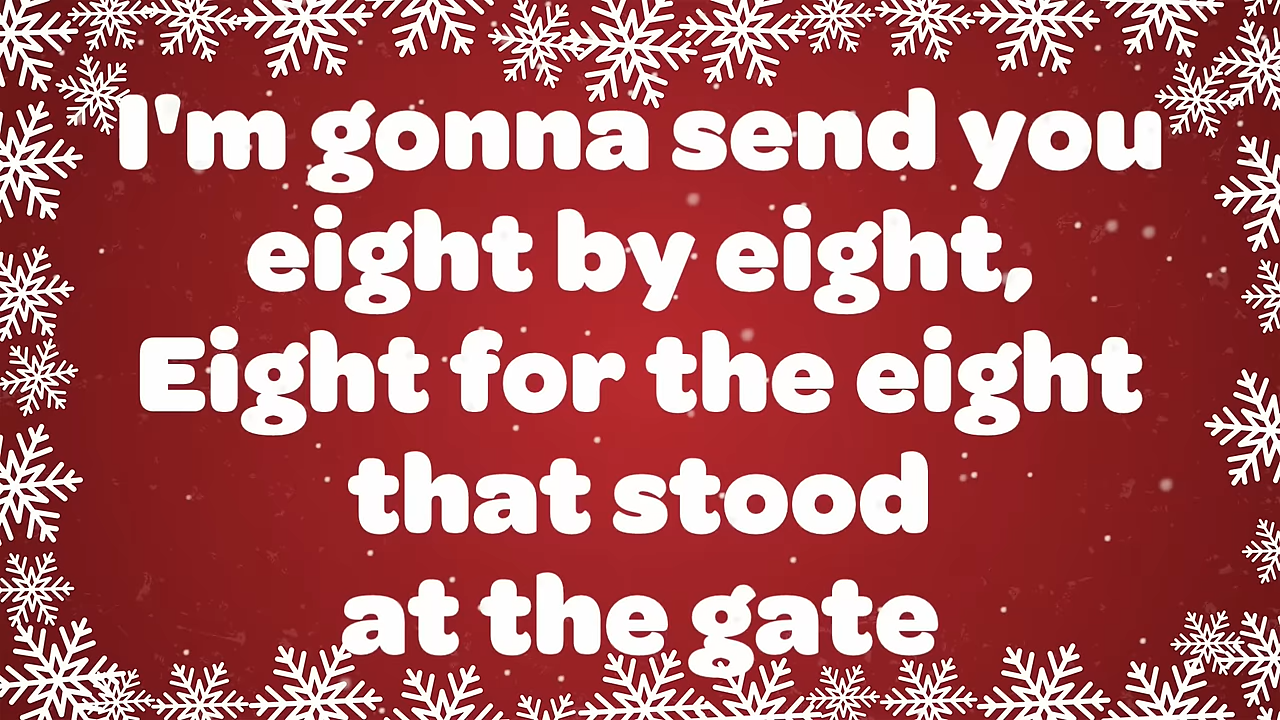 I'm gonna send you
eight by eight,
Eight for the eight
that stood
at the gate